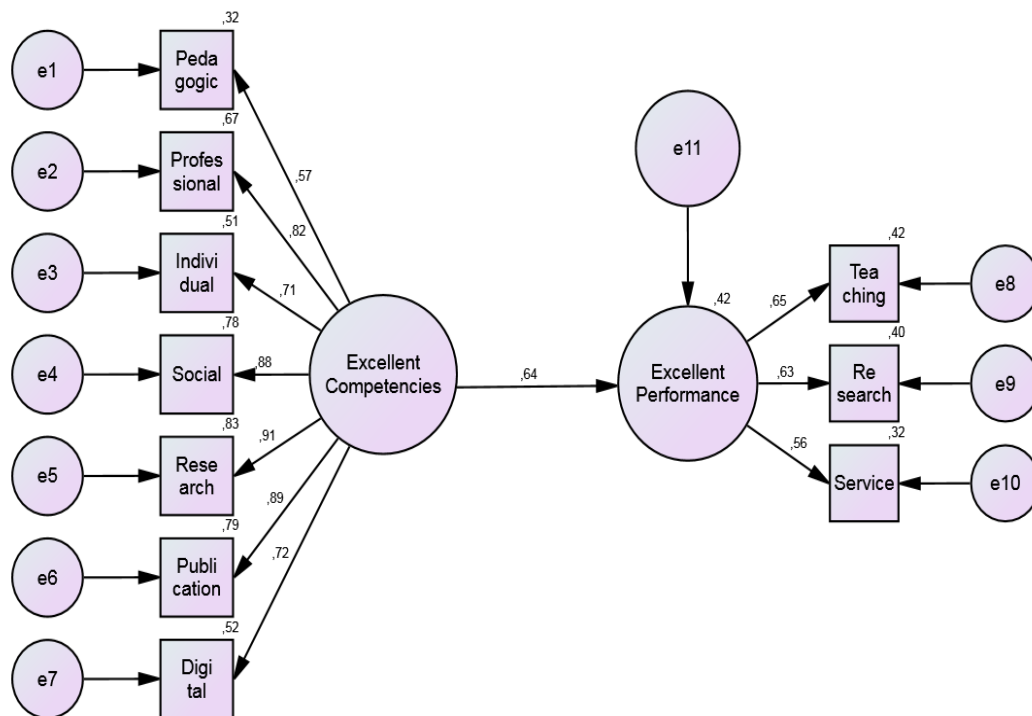 ,32
e1
Peda
gogic
,67
e2
Profes
sional
,57
,82
,51
e3
Indivi
dual
,71
,78
e4
Social
,88
Excellent
Competencies
,83
e5
Rese
arch
,91
,79
e6
Publi
cation
,89
,72
,52
e7
Digi
tal
,64
e11
,42
Excellent
Performance
,65
,42
Tea
ching
e8
,63
,40
Re
search
e9
,56
,32
Service
e10